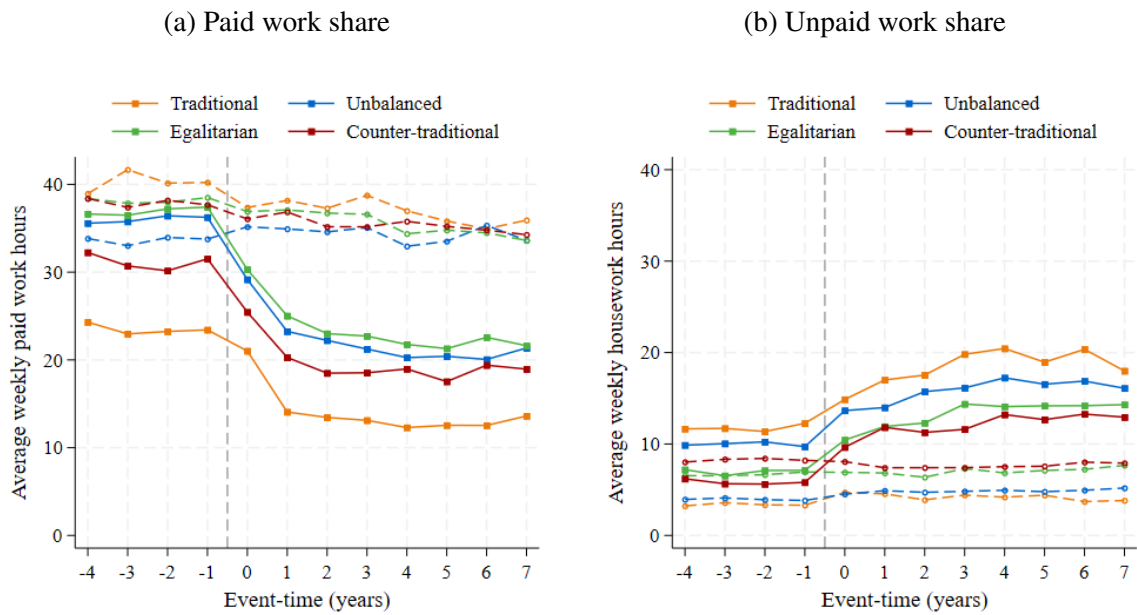 (a) Paid work share
Traditional
Unbalanced
Egalitarian
Counter-traditional
Average weekly paid work hours
40
30
20
10
0
-4 -3 -2 -1 0 1 2 3 4 5 6 7
Event-time (years)
(b) Unpaid work share
Traditional
Unbalanced
Egalitarian
Counter-traditional
Average weekly housework hours
40
30
20
10
0
-4 -3 -2 -1 0 1 2 3 4 5 6 7
Event-time (years)